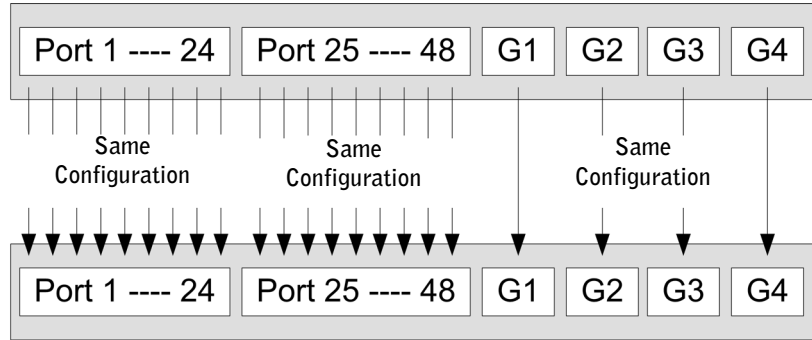 Port 1 ---- 24 Port 25 ---- 48 G1 G2 G3 G4
Same Configuration
Same Configuration
Same Configuration
Port 1 ---- 24 Port 25 ---- 48 G1 G2 G3 G4